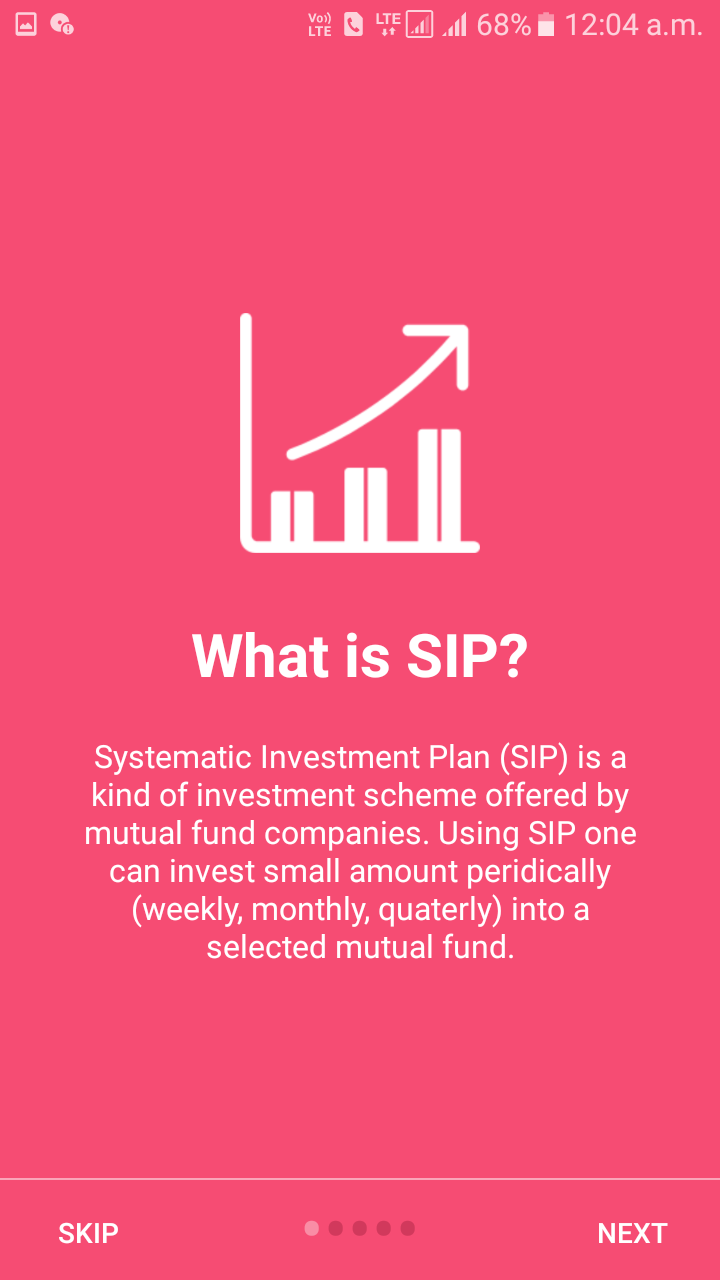 Vo)) LTE LTE 68% 12:04 a.m.
What is SIP?
Systematic Investment Plan (SIP) is a
kind of investment scheme offered by
mutual fund companies. Using SIP one
can invest small amount peridically
(weekly, monthly, quaterly) into a
selected mutual fund.
SKIP NEXT